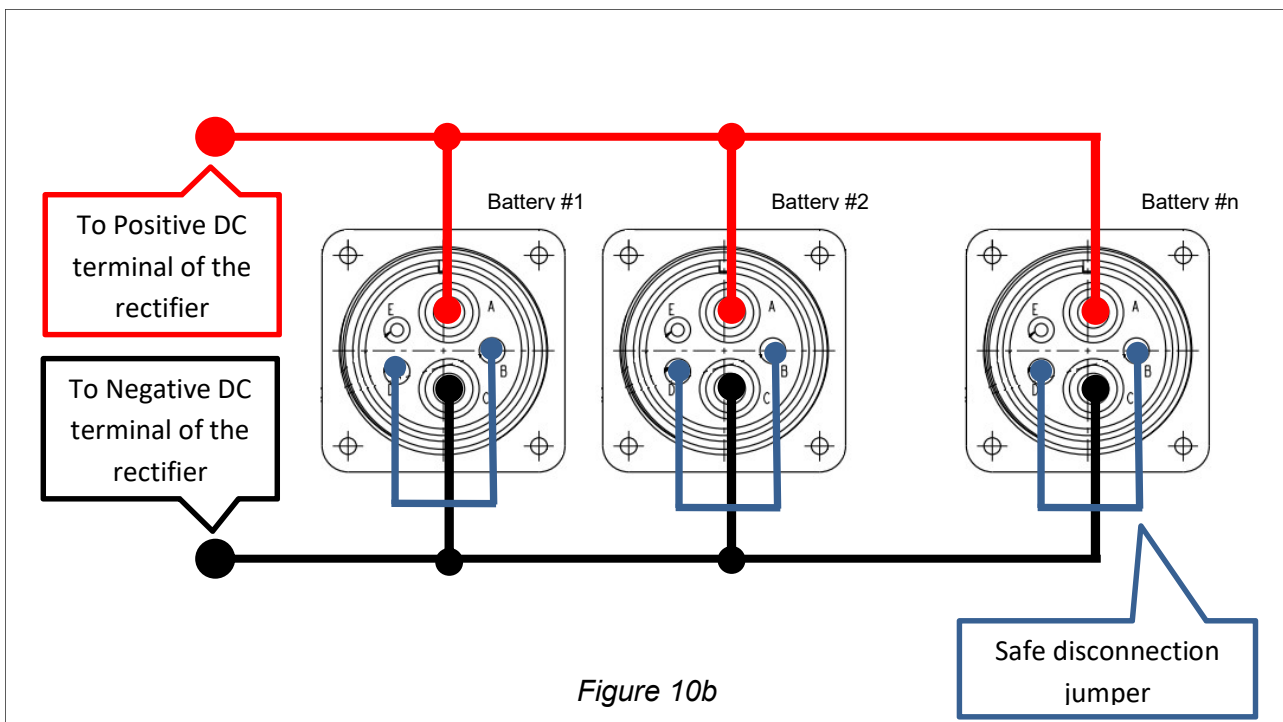 Battery #1
Battery #2
Battery #n
To Positive DC
terminal of the
rectifier
E
A
B
D
C
E
A
B
D
C
E
A
B
D
C
To Negative DC
terminal of the
rectifier
Safe disconnection
jumper
Figure 10b